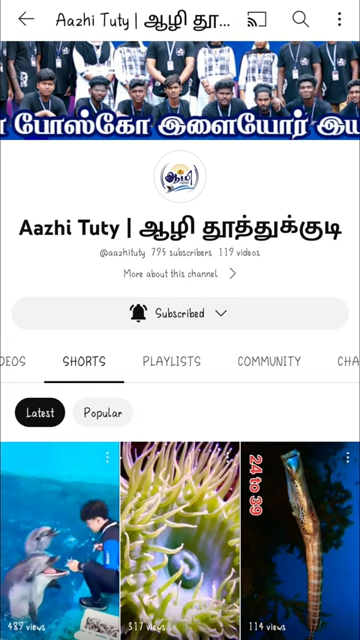 Aazhi Tuty | ஆழி தூ...
போஸ்கோ இளையோர் இய
ஆழி
Aazhi Tuty | ஆழி தூத்துக்குடி
@aazhituty 795 subscribers 119 videos
More about this channel
Subscribed
DEOS SHORTS PLAYLISTS COMMUNITY CHA
Latest Popular
24 to 39
489 views 317 views 114 views